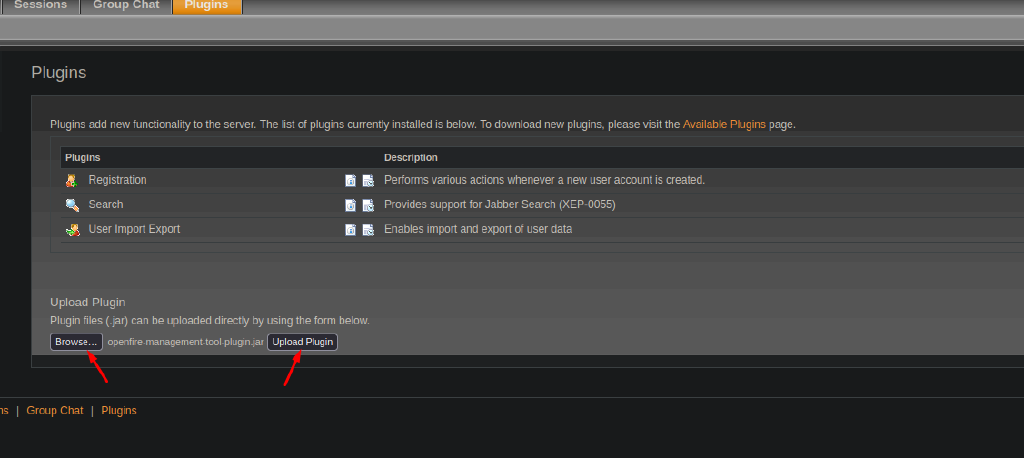 Sessions Group Chat Plugins
Plugins
Plugins add new functionality to the server. The list of plugins currently installed is below. To download new plugins, please visit the Available Plugins page.
Plugins Description
Registration Performs various actions whenever a new user account is created.
Search Provides support for Jabber Search (XEP-0055)
User Import Export Enables import and export of user data
Upload Plugin
Plugin files (.jar) can be uploaded directly by using the form below.
Browse... openfire-management-tool-plugin.jar Upload Plugin
| Group Chat | Plugins